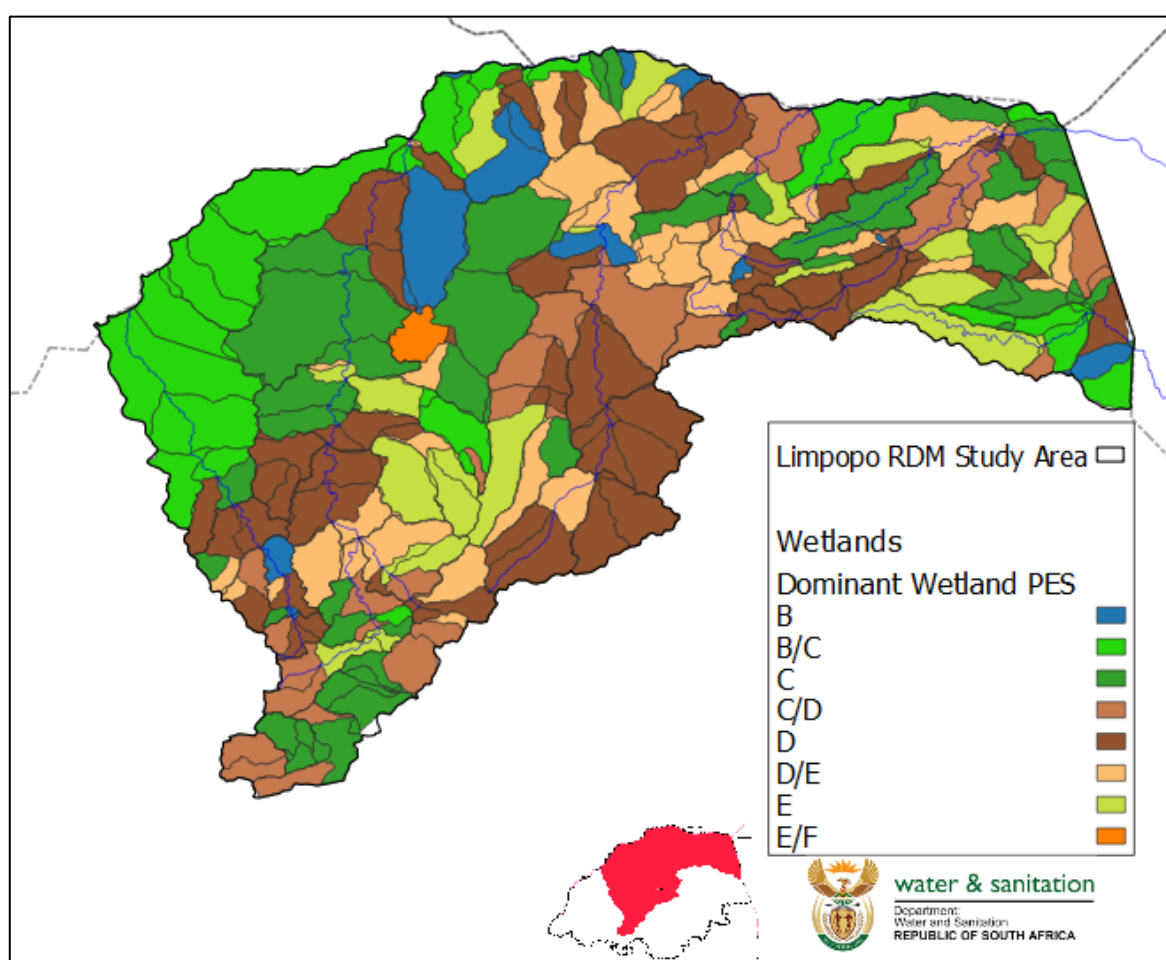 Limpopo RDM Study Area
Wetlands
Dominant Wetland PES
B
B/C
C
C/D
D
D/E
E
E/F
water & sanitation
Department:
Water and Sanitation
REPUBLIC OF SOUTH AFRICA